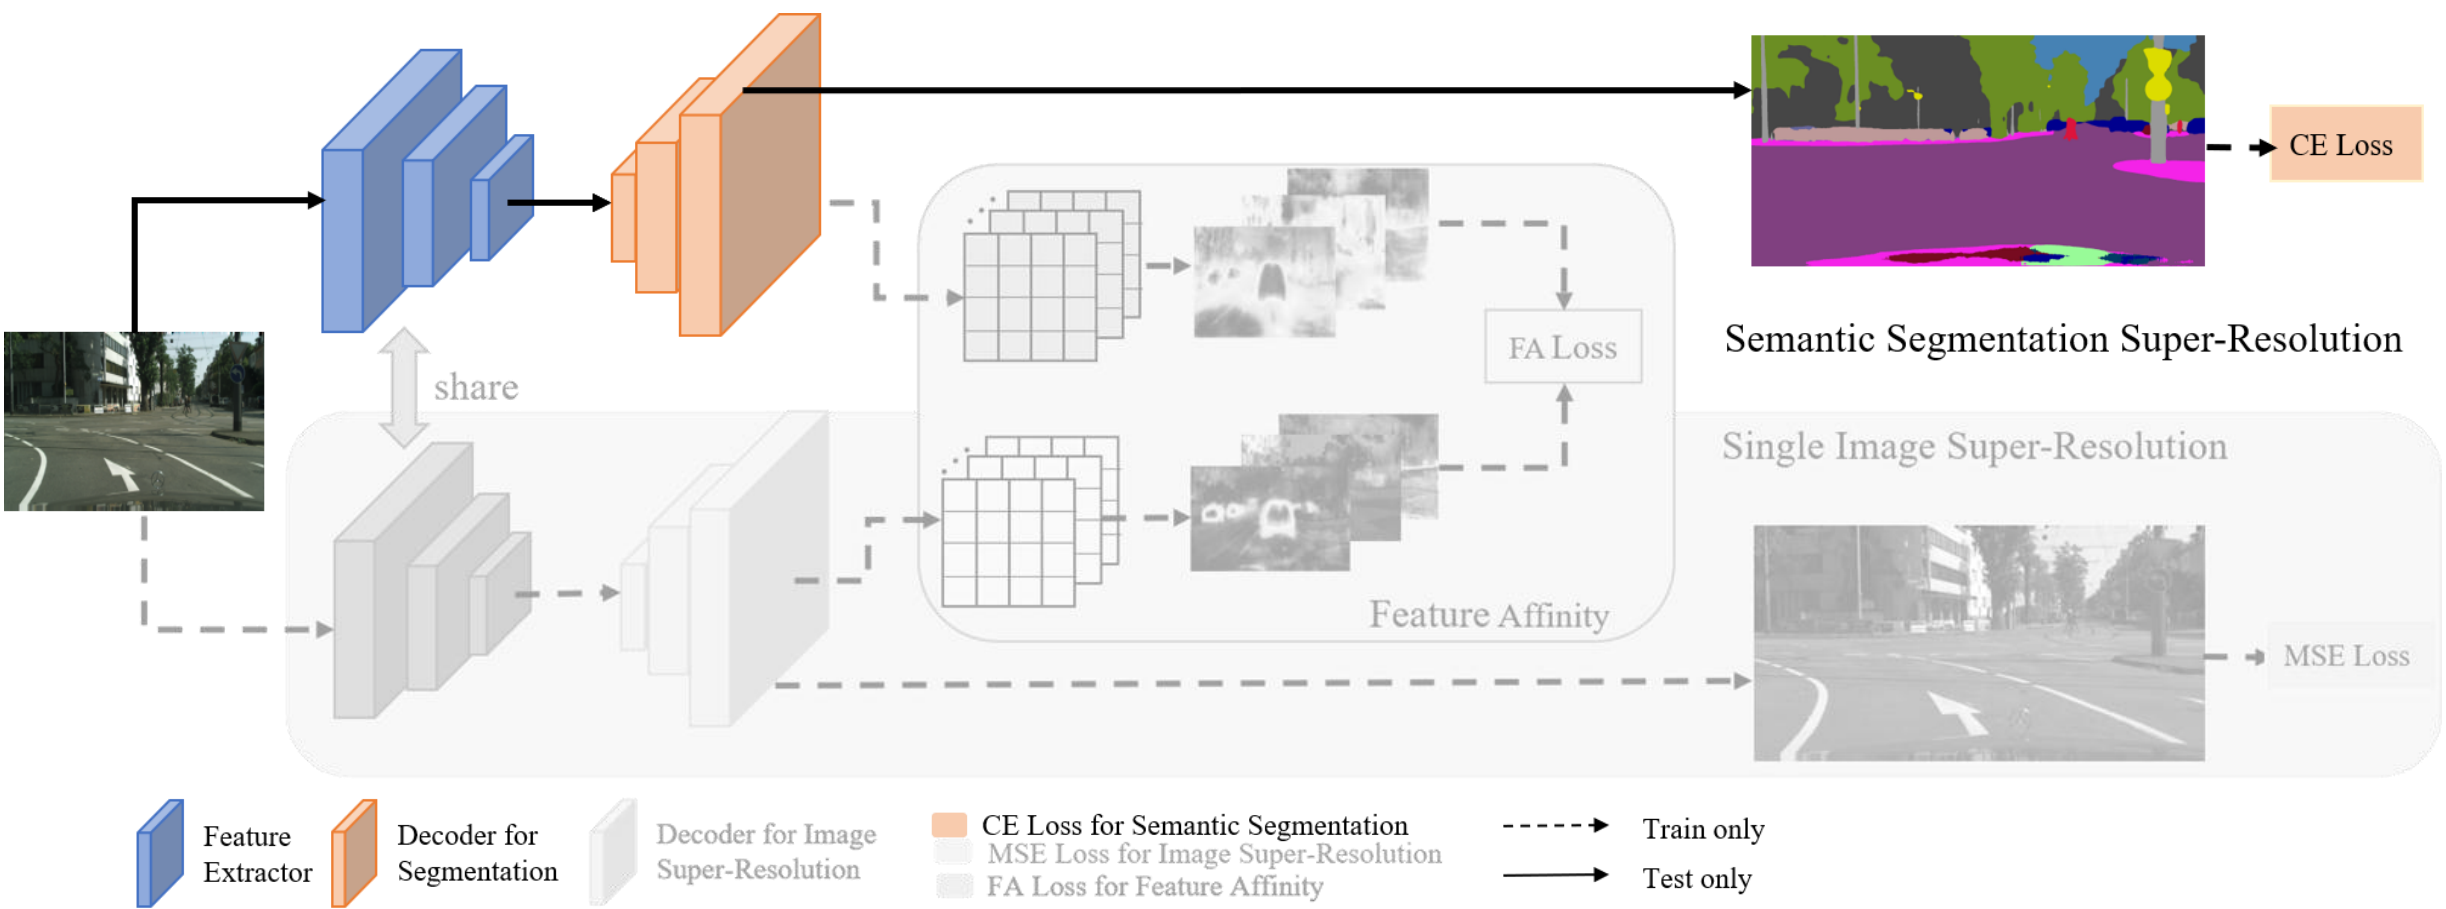 CE Loss
Semantic Segmentation Super-Resolution
FA Loss
share
Single Image Super-Resolution
Feature Affinity
MSE Loss
Feature
Extractor
Decoder for
Segmentation
Decoder for Image
Super-Resolution
CE Loss for Semantic Segmentation
MSE Loss for Image Super-Resolution
FA Loss for Feature Affinity
Train only
Test only